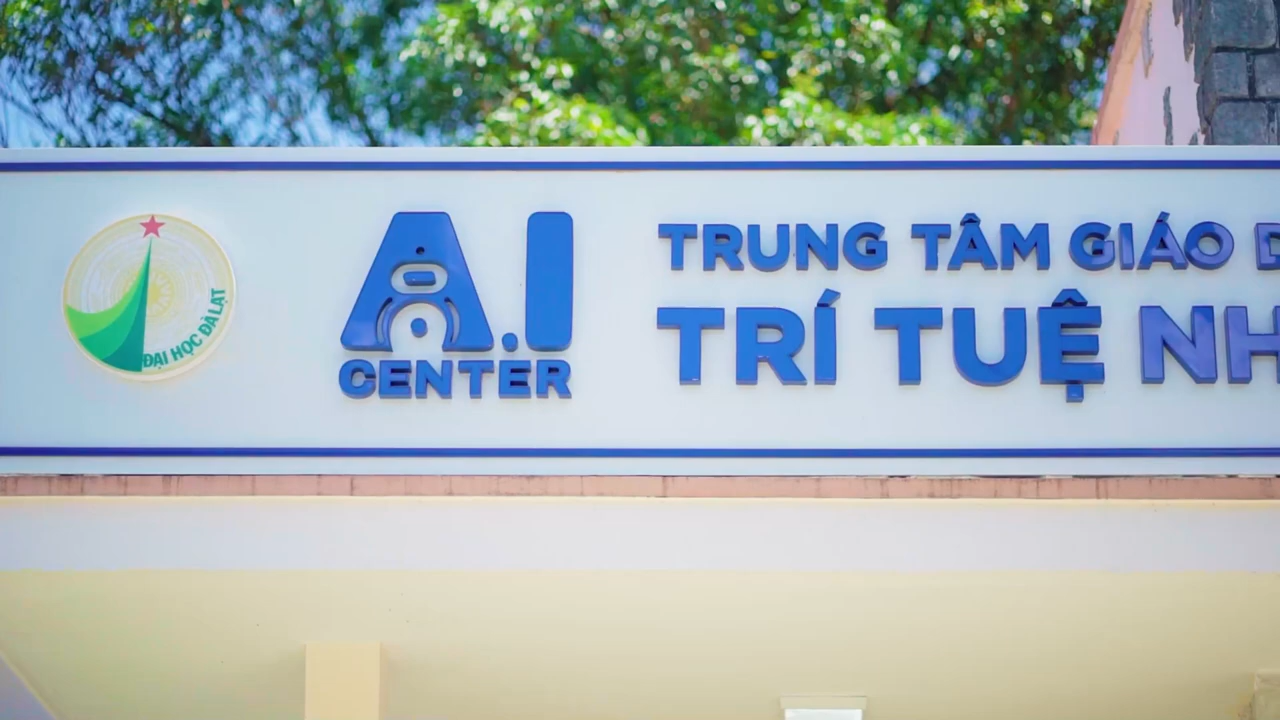 ĐẠI HỌC ĐÀ LẠT
A.I
CENTER
TRUNG TÂM GIÁO
TRÍ TUỆ